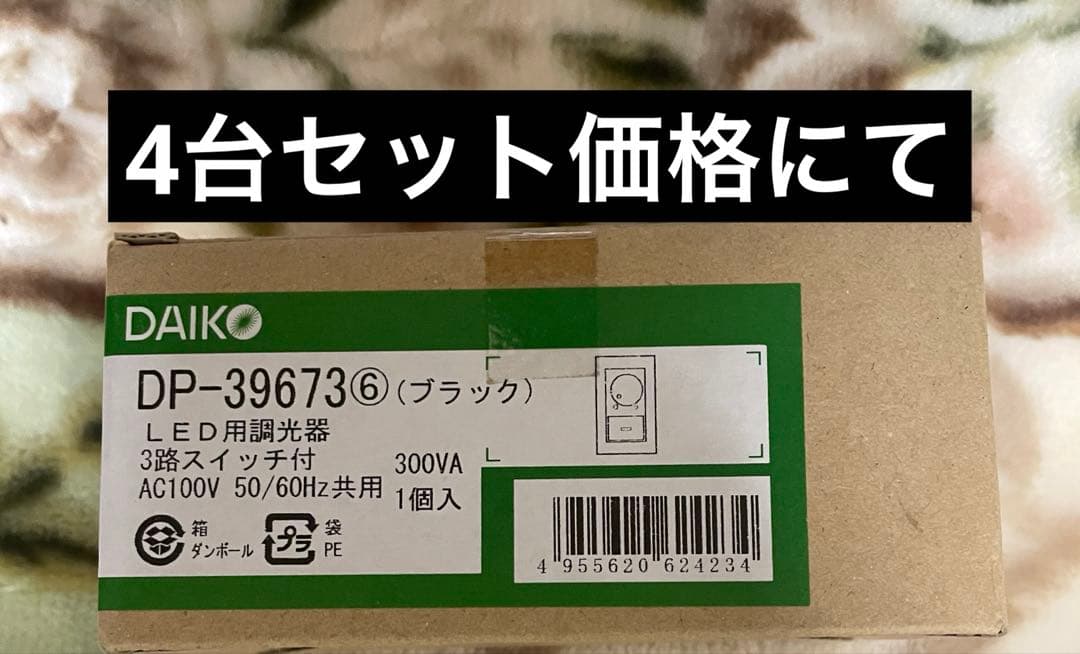 4台セット価格にて
DAIKO
DP-39673⑥(ブラック)
LED用調光器
3路スイッチ付
300VA
AC100V 50/60Hz共用
1個入
箱
ダンボール
プラ
袋
PE
4 955620 624234